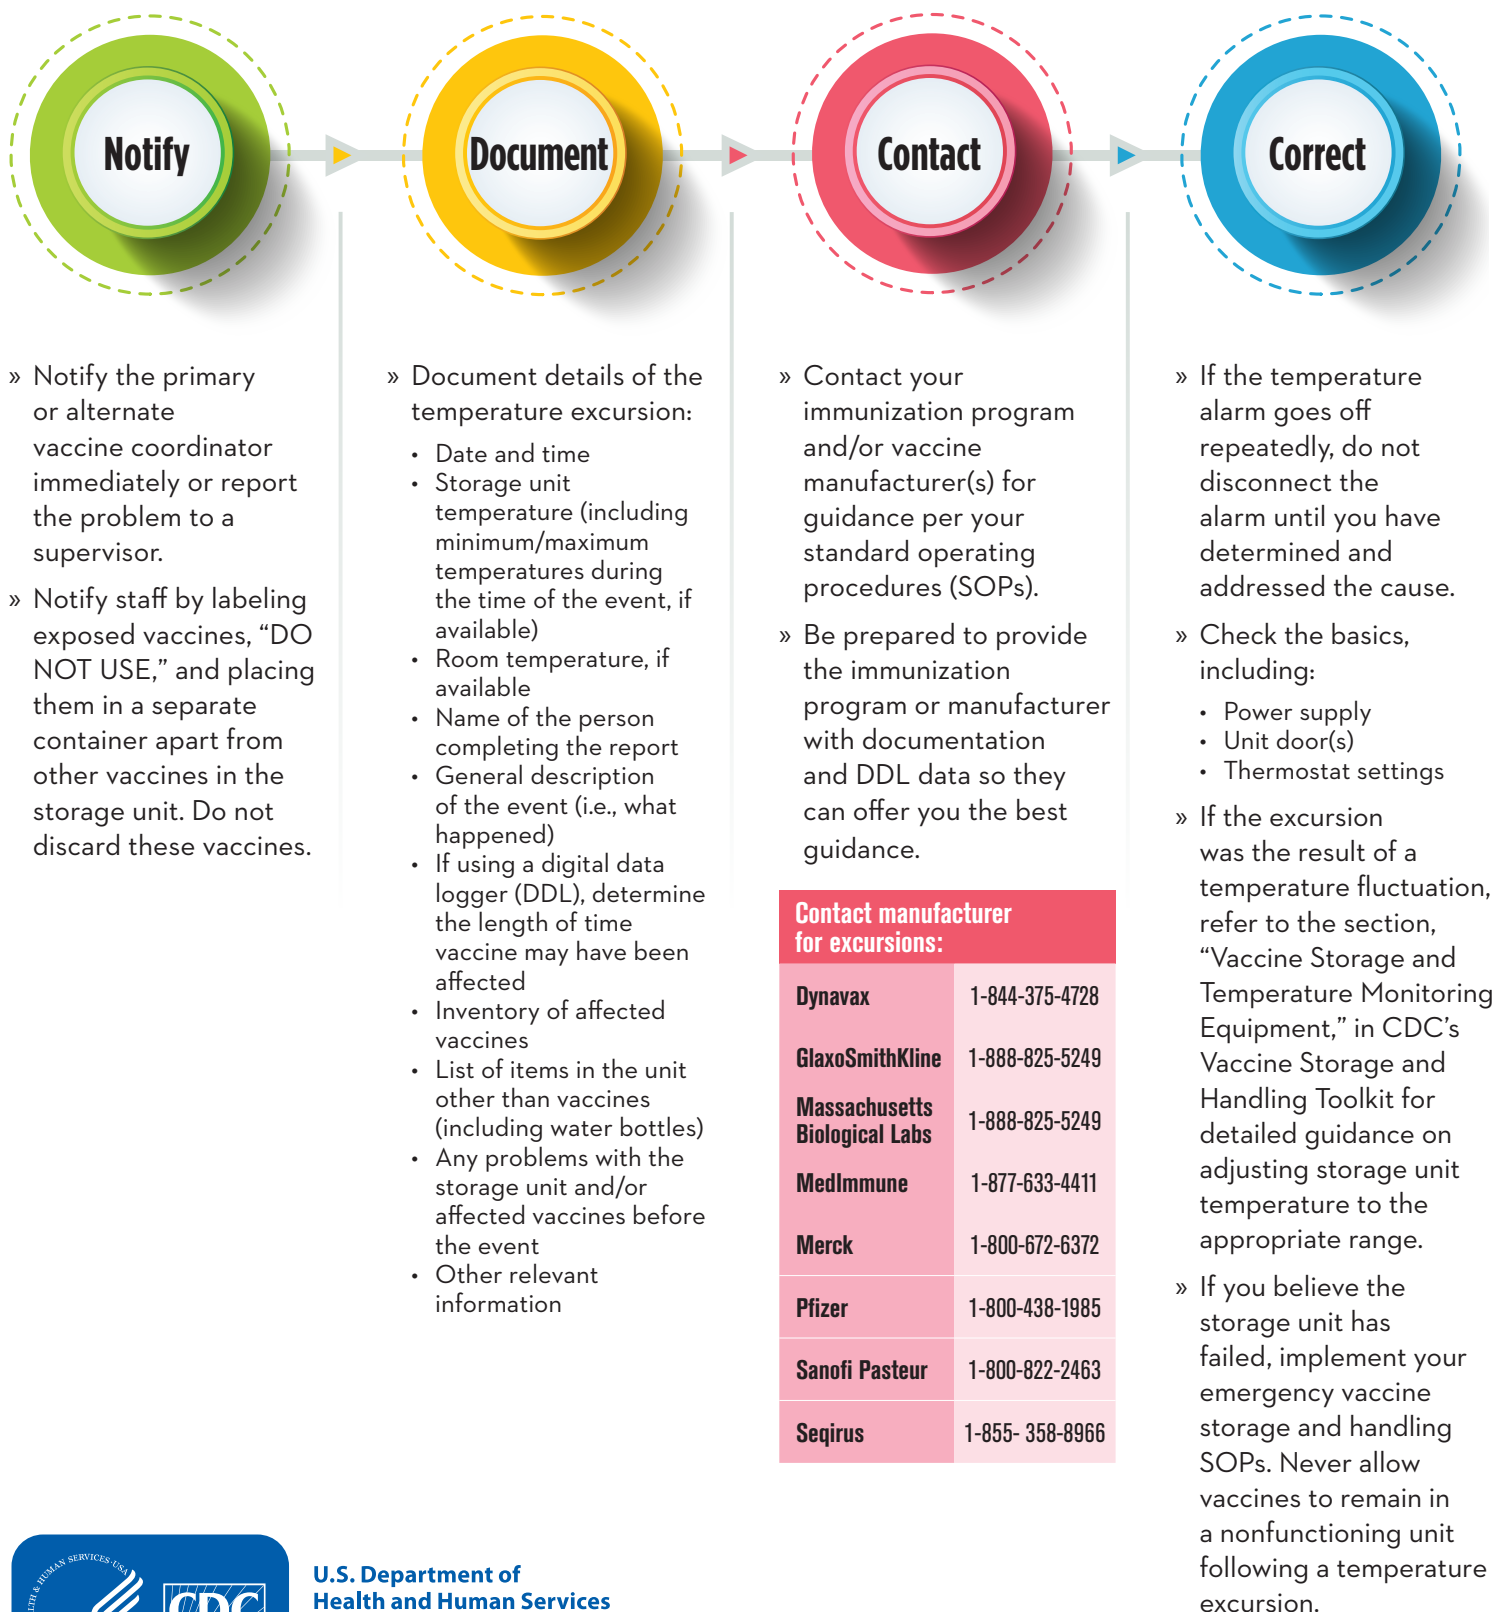 Notify
Document
Contact
Correct
» Notify the primary
or alternate
vaccine coordinator
immediately or report
the problem to a
supervisor.
» Notify staff by labeling
exposed vaccines, “DO
NOT USE,” and placing
them in a separate
container apart from
other vaccines in the
storage unit. Do not
discard these vaccines.
» Document details of the
temperature excursion:
• Date and time
• Storage unit
temperature (including
minimum/maximum
temperatures during
the time of the event, if
available)
• Room temperature, if
available
• Name of the person
completing the report
• General description
of the event (i.e., what
happened)
• If using a digital data
logger (DDL), determine
the length of time
vaccine may have been
affected
• Inventory of affected
vaccines
• List of items in the unit
other than vaccines
(including water bottles)
• Any problems with the
storage unit and/or
affected vaccines before
the event
• Other relevant
information
» Contact your
immunization program
and/or vaccine
manufacturer(s) for
guidance per your
standard operating
procedures (SOPs).
» Be prepared to provide
the immunization
program or manufacturer
with documentation
and DDL data so they
can offer you the best
guidance.
Contact manufacturer
for excursions:
Dynavax 1-844-375-4728
GlaxoSmithKline 1-888-825-5249
Massachusetts
Biological Labs 1-888-825-5249
MedImmune 1-877-633-4411
Merck 1-800-672-6372
Pfizer 1-800-438-1985
Sanofi Pasteur 1-800-822-2463
Seqirus 1-855- 358-8966
» If the temperature
alarm goes off
repeatedly, do not
disconnect the
alarm until you have
determined and
addressed the cause.
» Check the basics,
including:
• Power supply
• Unit door(s)
• Thermostat settings
» If the excursion
was the result of a
temperature fluctuation,
refer to the section,
“Vaccine Storage and
Temperature Monitoring
Equipment,” in CDC’s
Vaccine Storage and
Handling Toolkit for
detailed guidance on
adjusting storage unit
temperature to the
appropriate range.
» If you believe the
storage unit has
failed, implement your
emergency vaccine
storage and handling
SOPs. Never allow
vaccines to remain in
a nonfunctioning unit
following a temperature
excursion.
& HUMAN SERVICES·USA
CDC
U.S. Department of
Health and Human Services